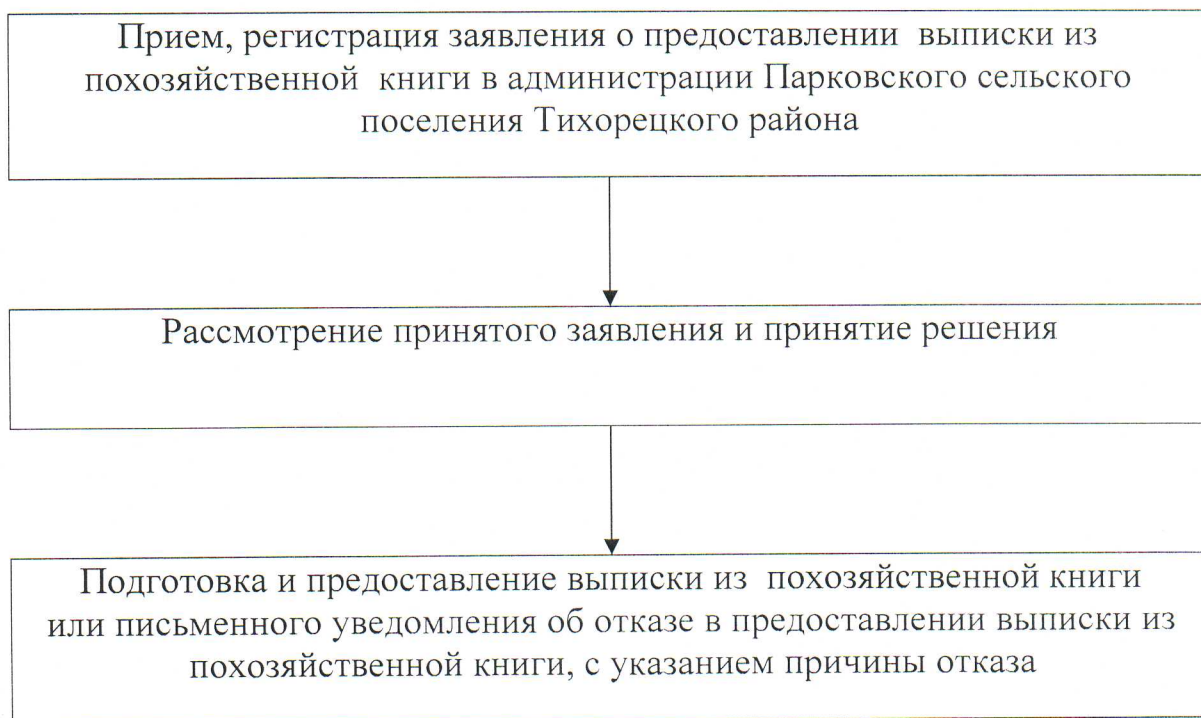 Прием, регистрация заявления о предоставлении выписки из
похозяйственной книги в администрации Парковского сельского
поселения Тихорецкого района
Рассмотрение принятого заявления и принятие решения
Подготовка и предоставление выписки из похозяйственной книги
или письменного уведомления об отказе в предоставлении выписки из
похозяйственной книги, с указанием причины отказа